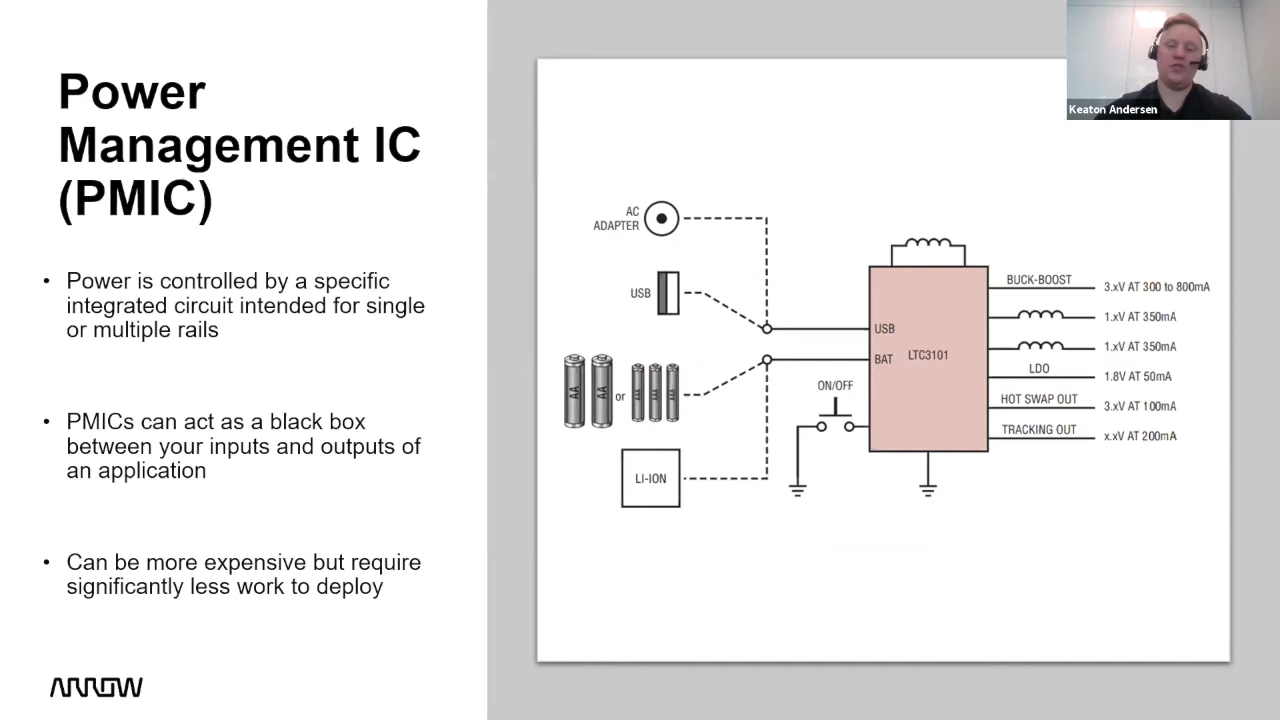 Power
Management IC
(PMIC)
• Power is controlled by a specific
integrated circuit intended for single
or multiple rails
• PMICs can act as a black box
between your inputs and outputs of
an application
• Can be more expensive but require
significantly less work to deploy
ARROW
Keaton Andersen
AC
ADAPTER
USB
AA
AA
or
LI-ION
ON/OFF
USB
BAT
LTC3101
BUCK-BOOST
3.xV AT 300 to 800mA
1.xV AT 350mA
1.xV AT 350mA
LDO
1.8V AT 50mA
HOT SWAP OUT
3.xV AT 100mA
TRACKING OUT
x.xV AT 200mA